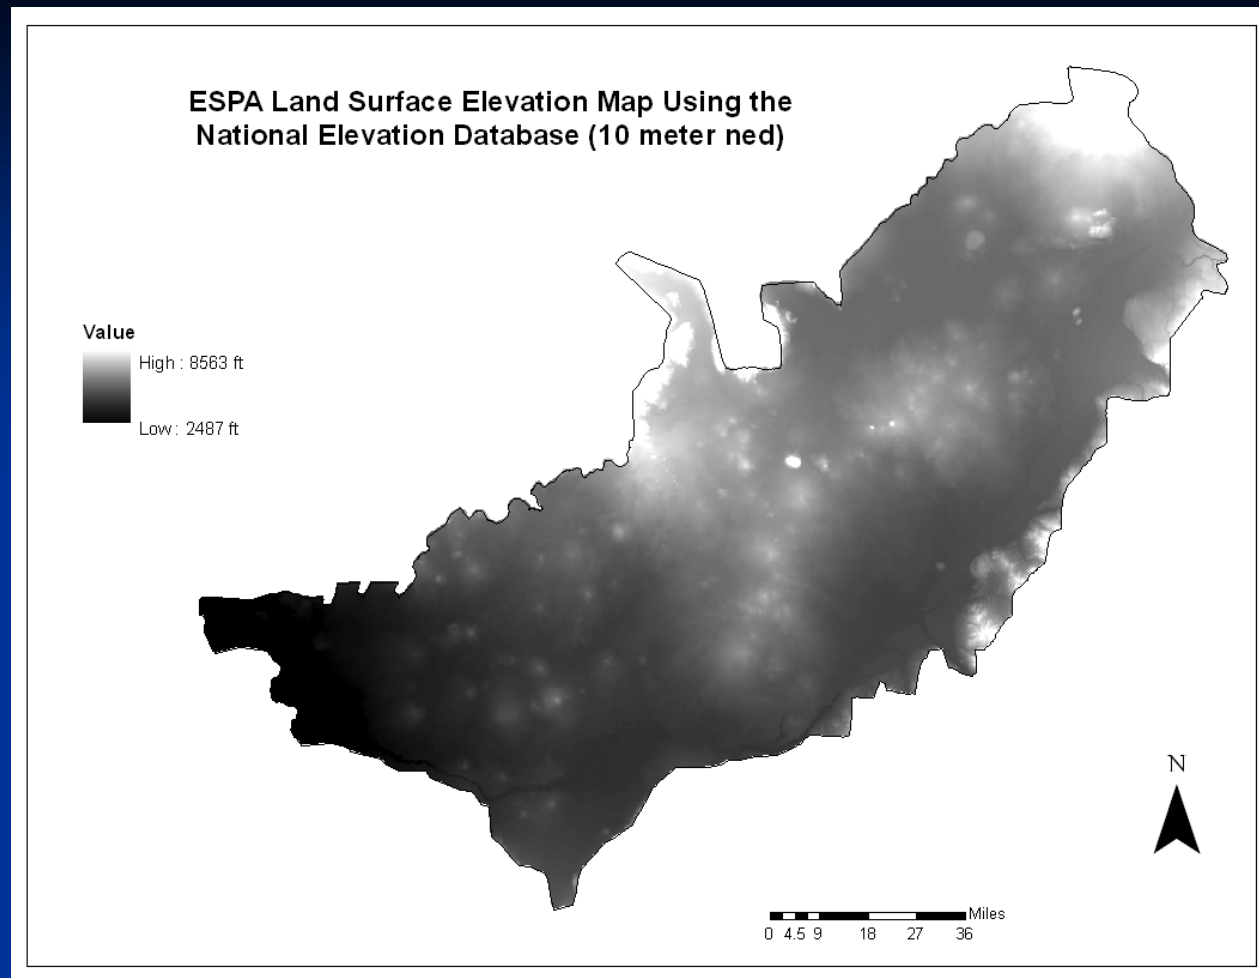 ESPA Land Surface Elevation Map Using the
National Elevation Database (10 meter ned)
Value
High : 8563 ft
Low : 2487 ft
N
Miles
0 4.5 9 18 27 36